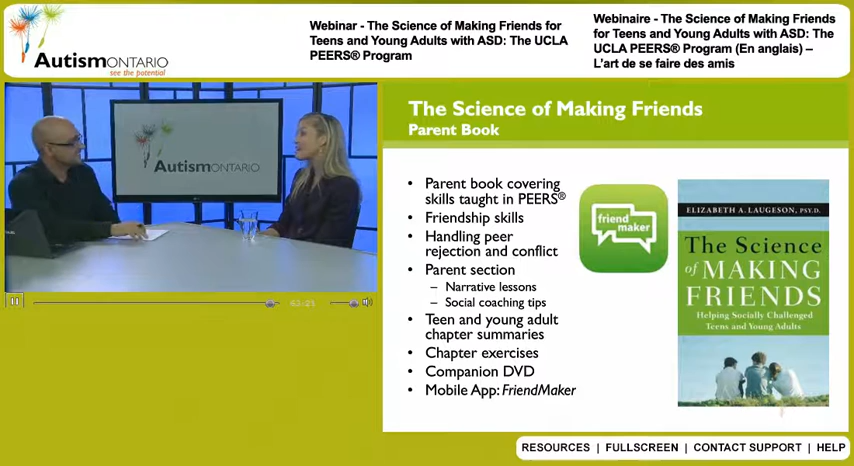 AutismONTARIO
see the potential
Webinar - The Science of Making Friends for
Teens and Young Adults with ASD: The UCLA
PEERS® Program
Webinaire - The Science of Making Friends
for Teens and Young Adults with ASD: The
UCLA PEERS® Program (En anglais) –
L'art de se faire des amis
AutismONTARIO
The Science of Making Friends
Parent Book
• Parent book covering
skills taught in PEERS®
• Friendship skills
• Handling peer
rejection and conflict
• Parent section
– Narrative lessons
– Social coaching tips
• Teen and young adult
chapter summaries
• Chapter exercises
• Companion DVD
• Mobile App: FriendMaker
friend
maker
ELIZABETH A. LAUGESON, PSY.D.
The Science
of MAKING
FRIENDS
Helping Socially Challenged
Teens and Young Adults
RESOURCES | FULLSCREEN | CONTACT SUPPORT | HELP